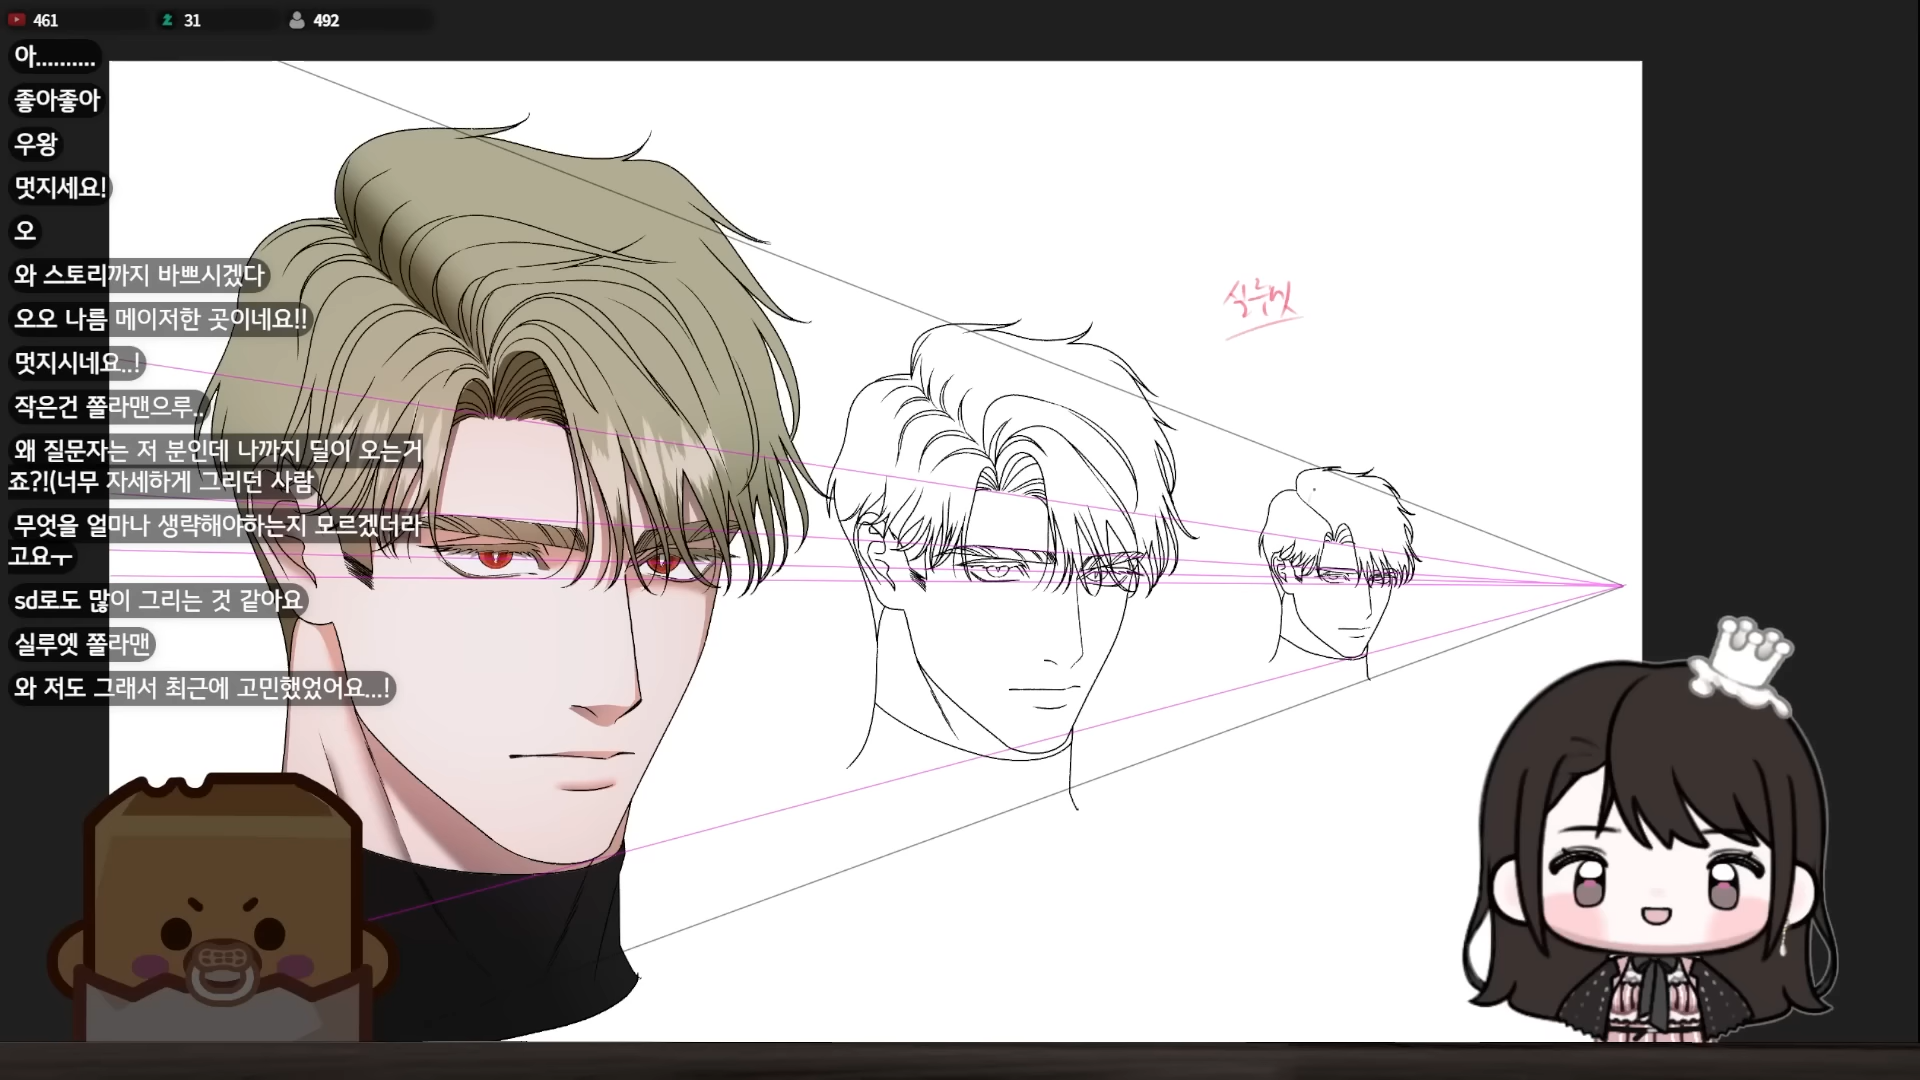 461 31 492
아..........
좋아좋아
우왕
멋지세요!
오
와 스토리까지 바쁘시겠다
오오 나름 메이저한 곳이네요!!
멋지시네요..!
작은건 쫄라맨으루..
왜 질문자는 저 분인데 나까지 딜이 오는거
죠?!(너무 자세하게 그리던 사람
무엇을 얼마나 생략해야하는지 모르겠더라
고요ㅜ
sd로도 많이 그리는 것 같아요
실루엣 쫄라맨
와 저도 그래서 최근에 고민했었어요...!
실루엣